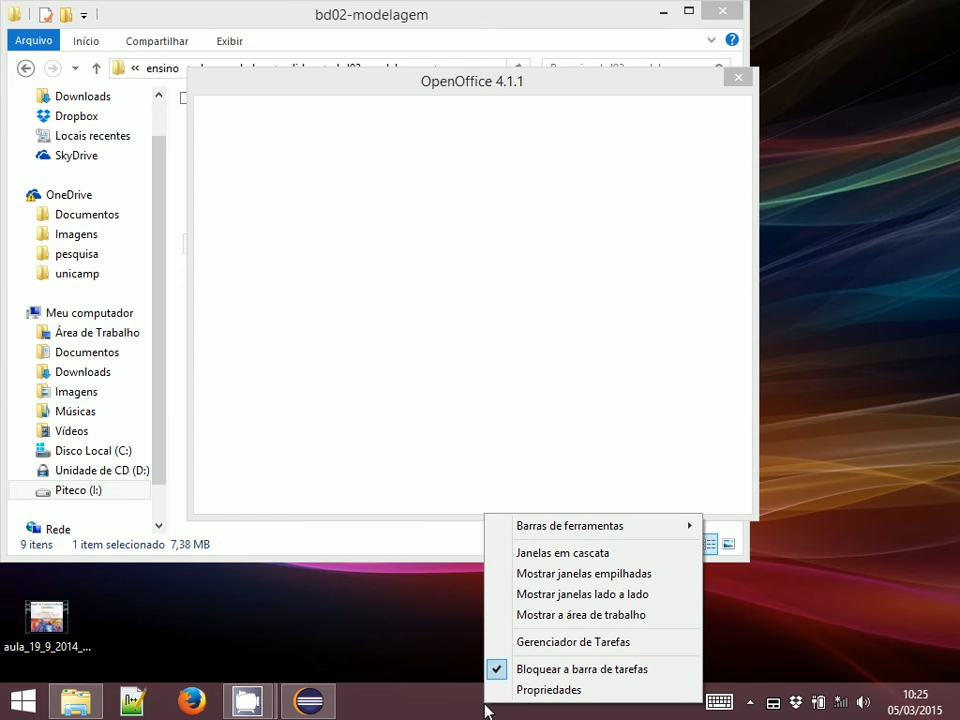 bd02-modelagem
Arquivo
Início
Compartilhar
Exibir
« ensino
OpenOffice 4.1.1
Downloads
Dropbox
Locais recentes
SkyDrive
OneDrive
Documentos
Imagens
pesquisa
unicamp
Meu computador
Área de Trabalho
Documentos
Downloads
Imagens
Músicas
Vídeos
Disco Local (C:)
Unidade de CD (D:)
Piteco (I:)
Rede
9 itens
1 item selecionado 7,38 MB
Barras de ferramentas
Janelas em cascata
Mostrar janelas empilhadas
Mostrar janelas lado a lado
Mostrar a área de trabalho
Gerenciador de Tarefas
Bloquear a barra de tarefas
Propriedades
aula_19_9_2014_...
10:25
05/03/2015